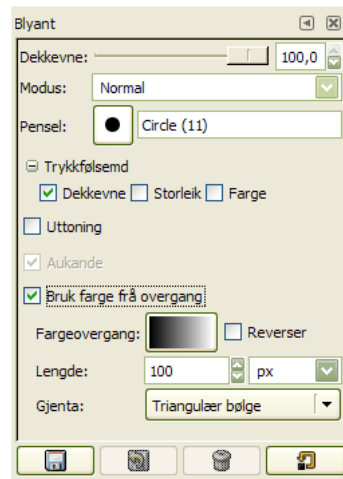 Blyant
Dekkevne: 100,0
Modus: Normal
Pensel: Circle (11)
Trykkfølsemd
Dekkevne Storleik Farge
Uttoning
Aukande
Bruk farge frå overgang
Fargeovergang: Reverser
Lengde: 100 px
Gjenta: Triangulær bølge